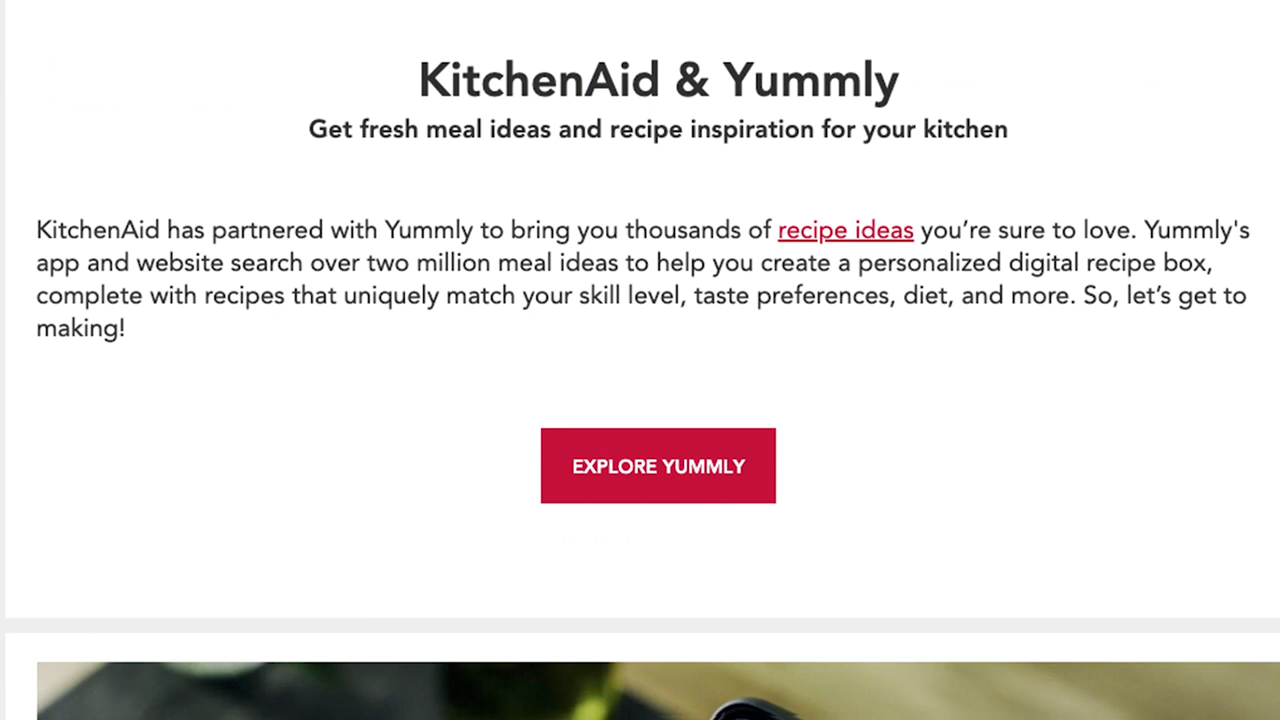 KitchenAid & Yummly
Get fresh meal ideas and recipe inspiration for your kitchen
KitchenAid has partnered with Yummly to bring you thousands of recipe ideas you’re sure to love. Yummly's
app and website search over two million meal ideas to help you create a personalized digital recipe box,
complete with recipes that uniquely match your skill level, taste preferences, diet, and more. So, let’s get to
making!
EXPLORE YUMMLY